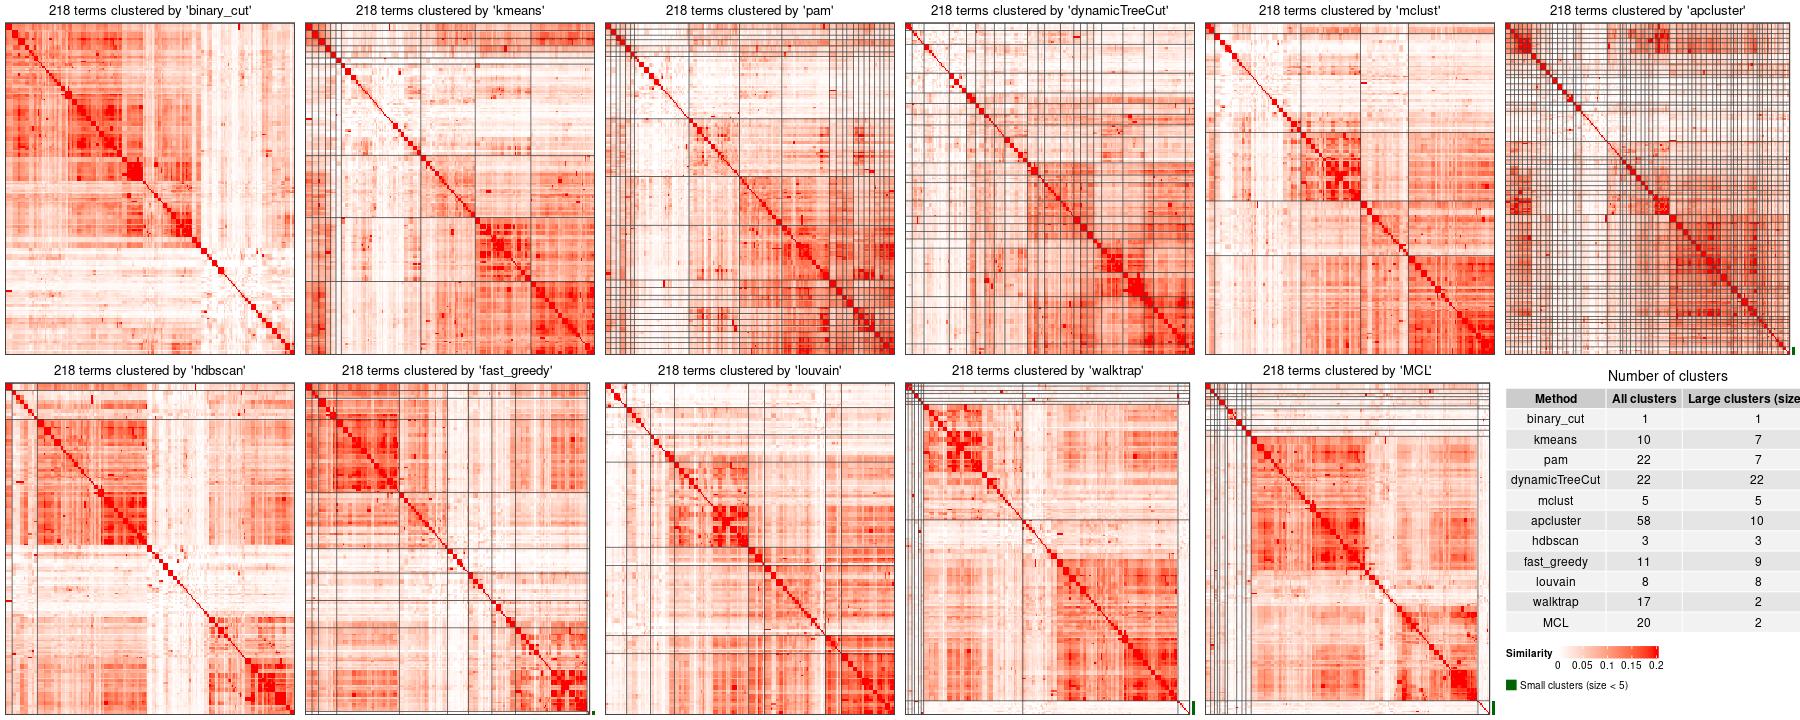 218 terms clustered by 'binary_cut'
218 terms clustered by 'kmeans'
218 terms clustered by 'pam'
218 terms clustered by 'dynamicTreeCut'
218 terms clustered by 'mclust'
218 terms clustered by 'apcluster'
218 terms clustered by 'hdbscan'
218 terms clustered by 'fast_greedy'
218 terms clustered by 'louvain'
218 terms clustered by 'walktrap'
218 terms clustered by 'MCL'
Number of clusters
Method All clusters Large clusters (size
binary_cut 1 1
kmeans 10 7
pam 22 7
dynamicTreeCut 22 22
mclust 5 5
apcluster 58 10
hdbscan 3 3
fast_greedy 11 9
louvain 8 8
walktrap 17 2
MCL 20 2
Similarity
0 0.05 0.1 0.15 0.2
Small clusters (size < 5)